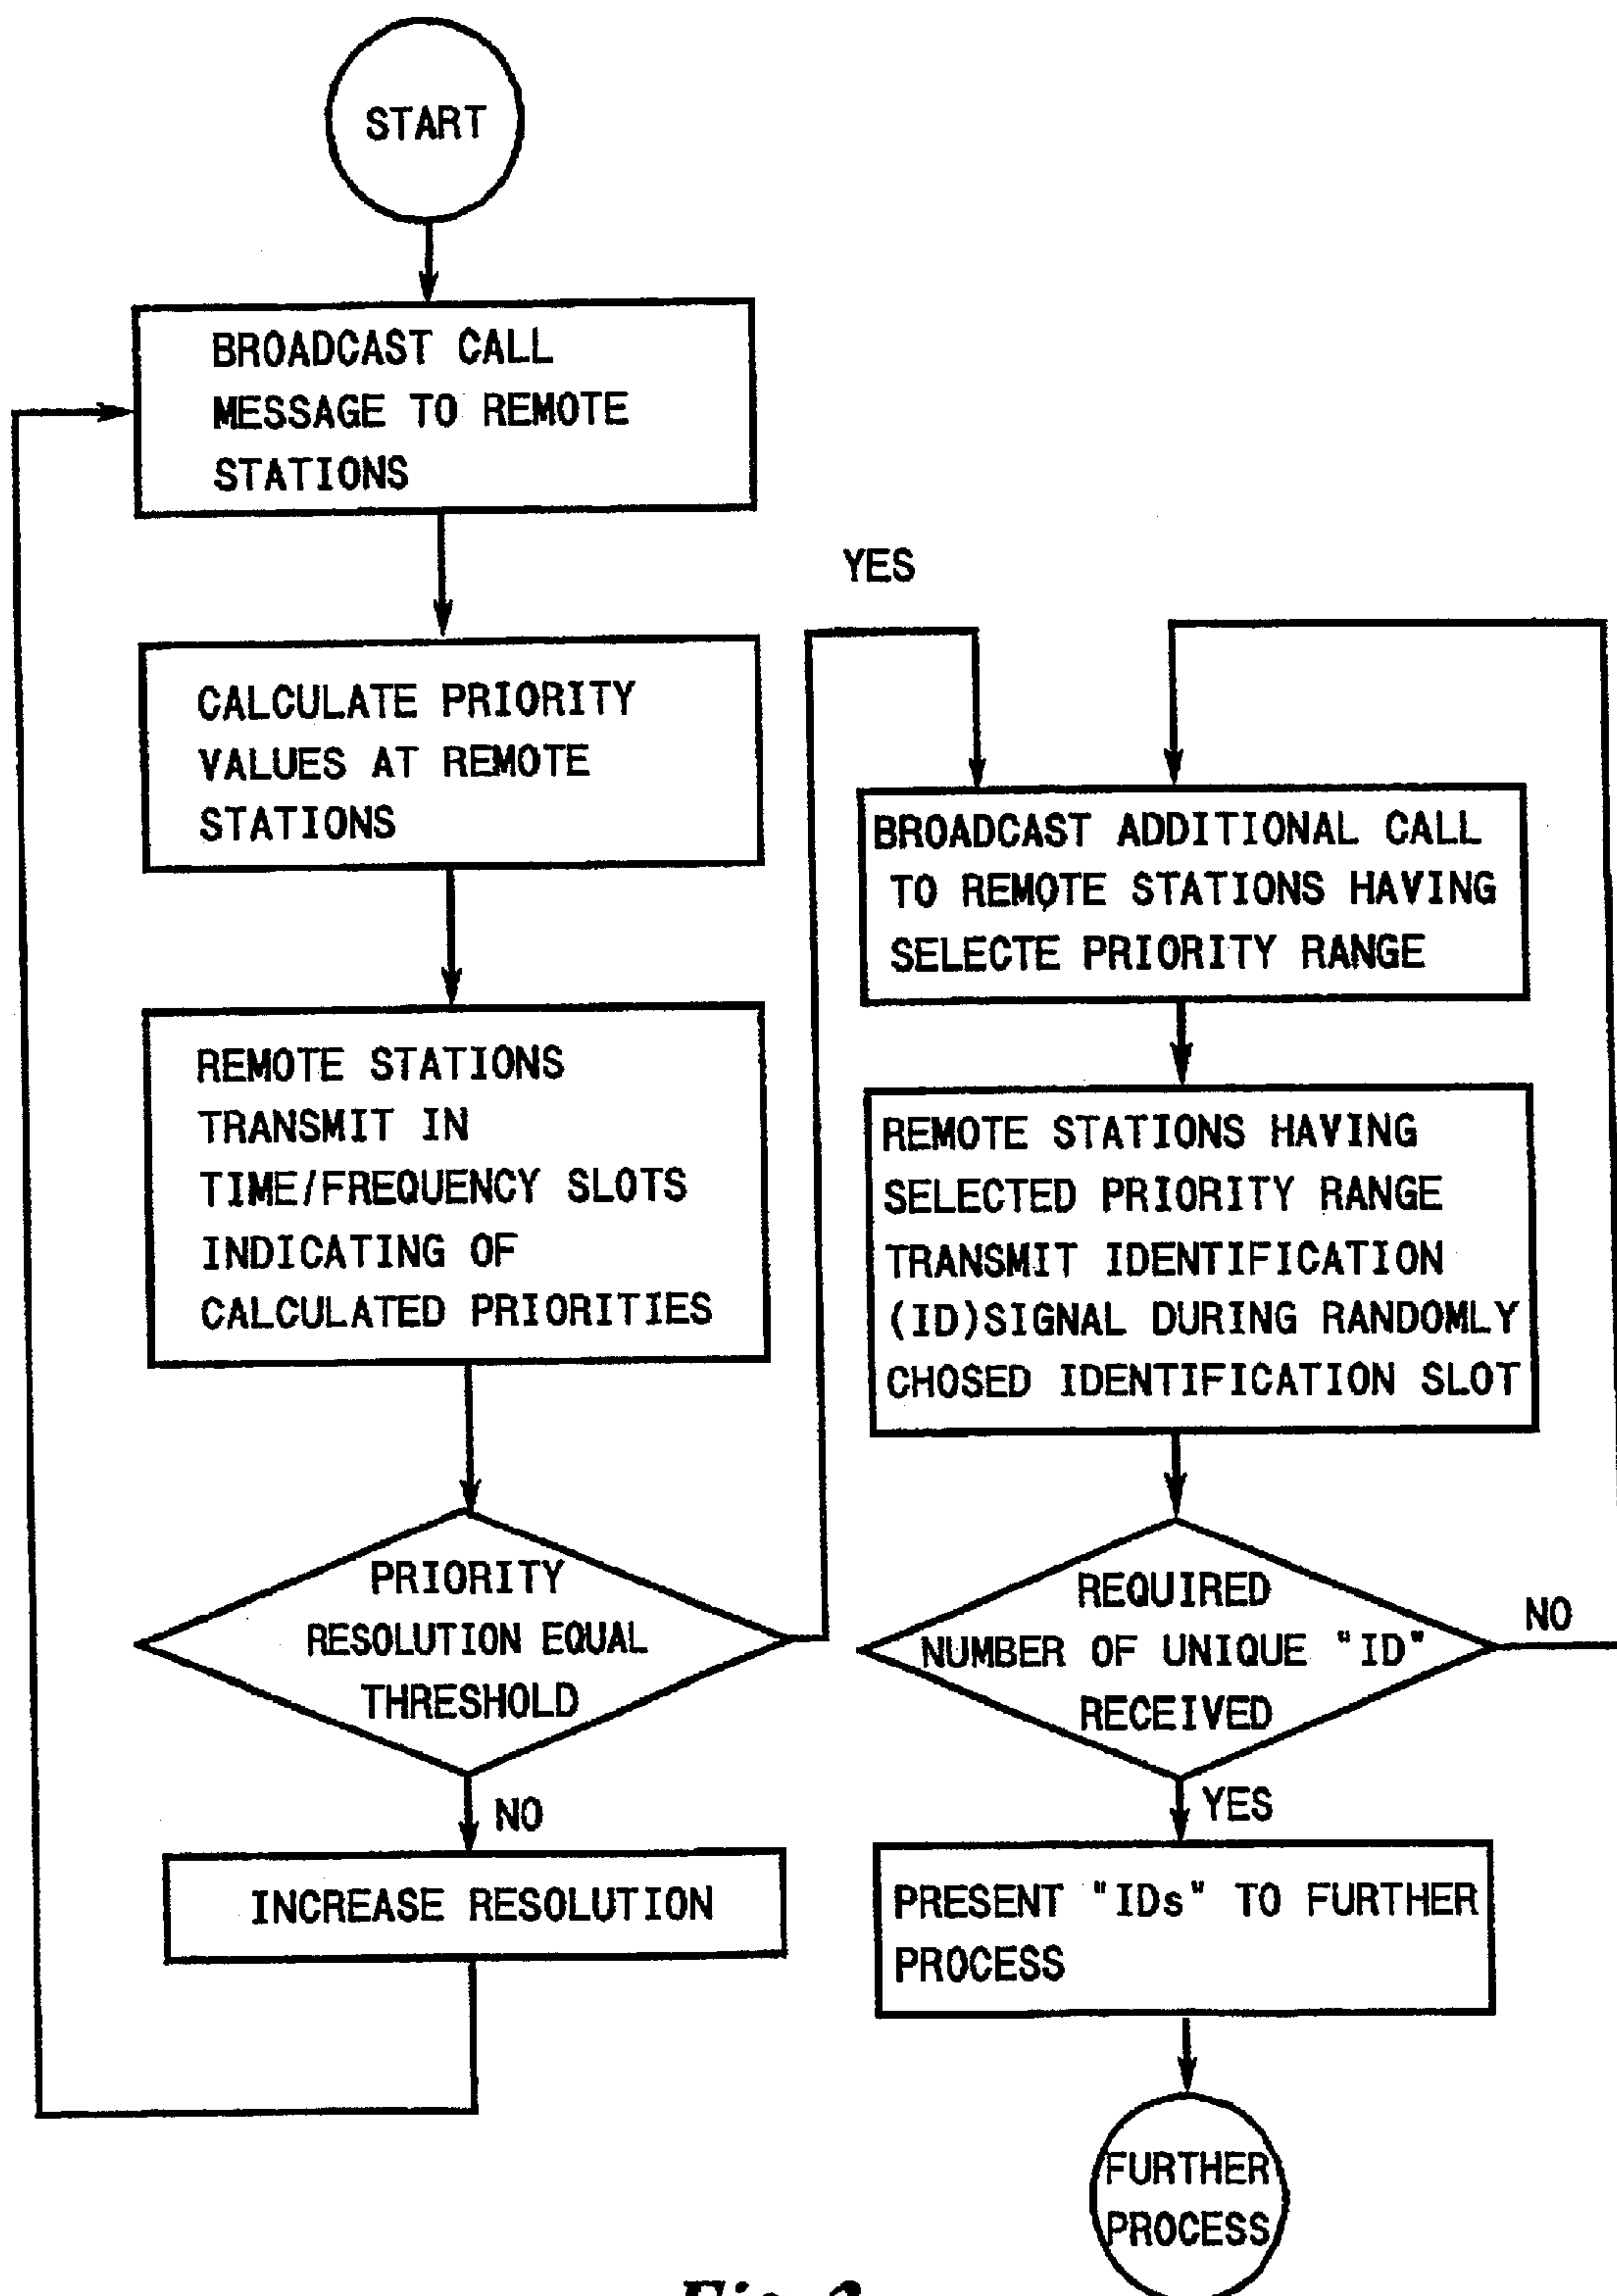 START
BROADCAST CALL
MESSAGE TO REMOTE
STATIONS
CALCULATE PRIORITY
VALUES AT REMOTE
STATIONS
REMOTE STATIONS
TRANSMIT IN
TIME/FREQUENCY SLOTS
INDICATING OF
CALCULATED PRIORITIES
PRIORITY
RESOLUTION EQUAL
THRESHOLD
NO
INCREASE RESOLUTION
YES
BROADCAST ADDITIONAL CALL
TO REMOTE STATIONS HAVING
SELECTE PRIORITY RANGE
REMOTE STATIONS HAVING
SELECTED PRIORITY RANGE
TRANSMIT IDENTIFICATION
(ID)SIGNAL DURING RANDOMLY
CHOSED IDENTIFICATION SLOT
REQUIRED
NUMBER OF UNIQUE "ID"
RECEIVED
NO
YES
PRESENT "IDs" TO FURTHER
PROCESS
FURTHER
PROCESS